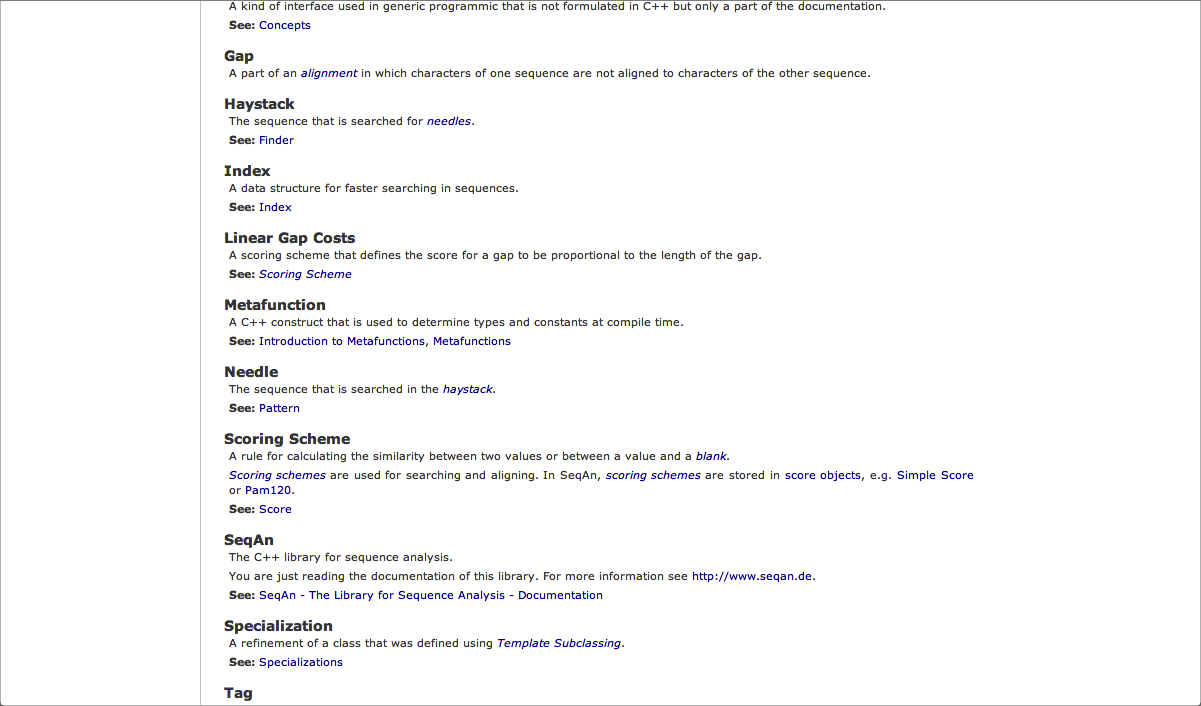 A kind of interface used in generic programmic that is not formulated in C++ but only a part of the documentation.
See: Concepts
Gap
A part of an alignment in which characters of one sequence are not aligned to characters of the other sequence.
Haystack
The sequence that is searched for needles.
See: Finder
Index
A data structure for faster searching in sequences.
See: Index
Linear Gap Costs
A scoring scheme that defines the score for a gap to be proportional to the length of the gap.
See: Scoring Scheme
Metafunction
A C++ construct that is used to determine types and constants at compile time.
See: Introduction to Metafunctions, Metafunctions
Needle
The sequence that is searched in the haystack.
See: Pattern
Scoring Scheme
A rule for calculating the similarity between two values or between a value and a blank.
Scoring schemes are used for searching and aligning. In SeqAn, scoring schemes are stored in score objects, e.g. Simple Score
or Pam120.
See: Score
SeqAn
The C++ library for sequence analysis.
You are just reading the documentation of this library. For more information see http://www.seqan.de.
See: SeqAn - The Library for Sequence Analysis - Documentation
Specialization
A refinement of a class that was defined using Template Subclassing.
See: Specializations
Tag